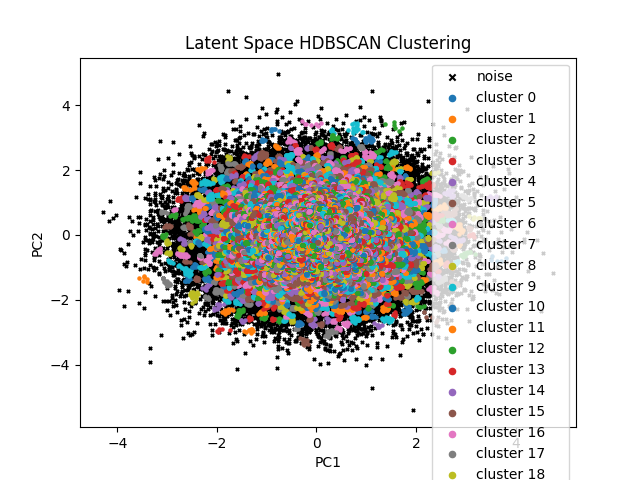 Latent Space HDBSCAN Clustering
noise
cluster 0
cluster 1
cluster 2
cluster 3
cluster 4
cluster 5
cluster 6
cluster 7
cluster 8
cluster 9
cluster 10
cluster 11
cluster 12
cluster 13
cluster 14
cluster 15
cluster 16
cluster 17
cluster 18
4
2
0
−2
−4
PC2
−4
−2
0
2
4
PC1